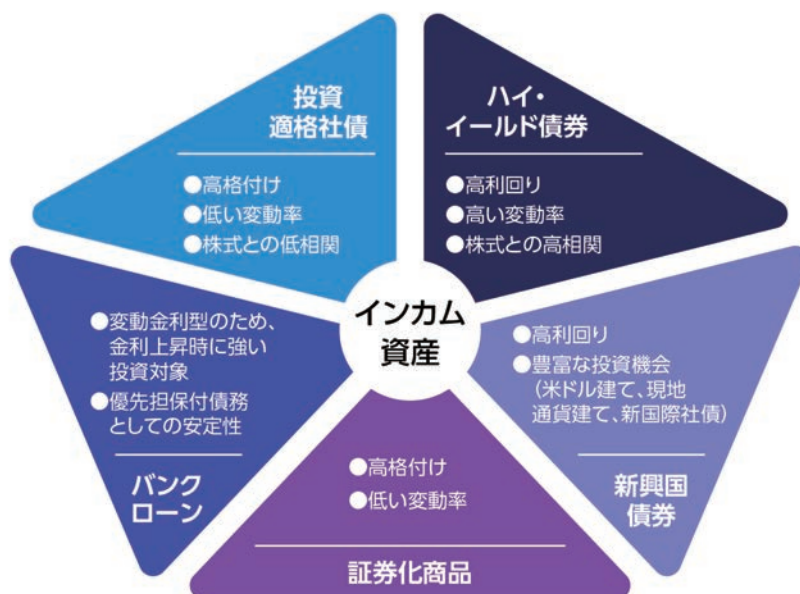 投資
適格社債
●高格付け
●低い変動率
●株式との低相関
ハイ・
イールド債券
●高利回り
●高い変動率
●株式との高相関
インカム
資産
●変動金利型のため、
金利上昇時に強い
投資対象
●優先担保付債務
としての安定性
バンク
ローン
●高格付け
●低い変動率
証券化商品
●高利回り
●豊富な投資機会
(米ドル建て、現地
通貨建て、新国際社債)
新興国
債券